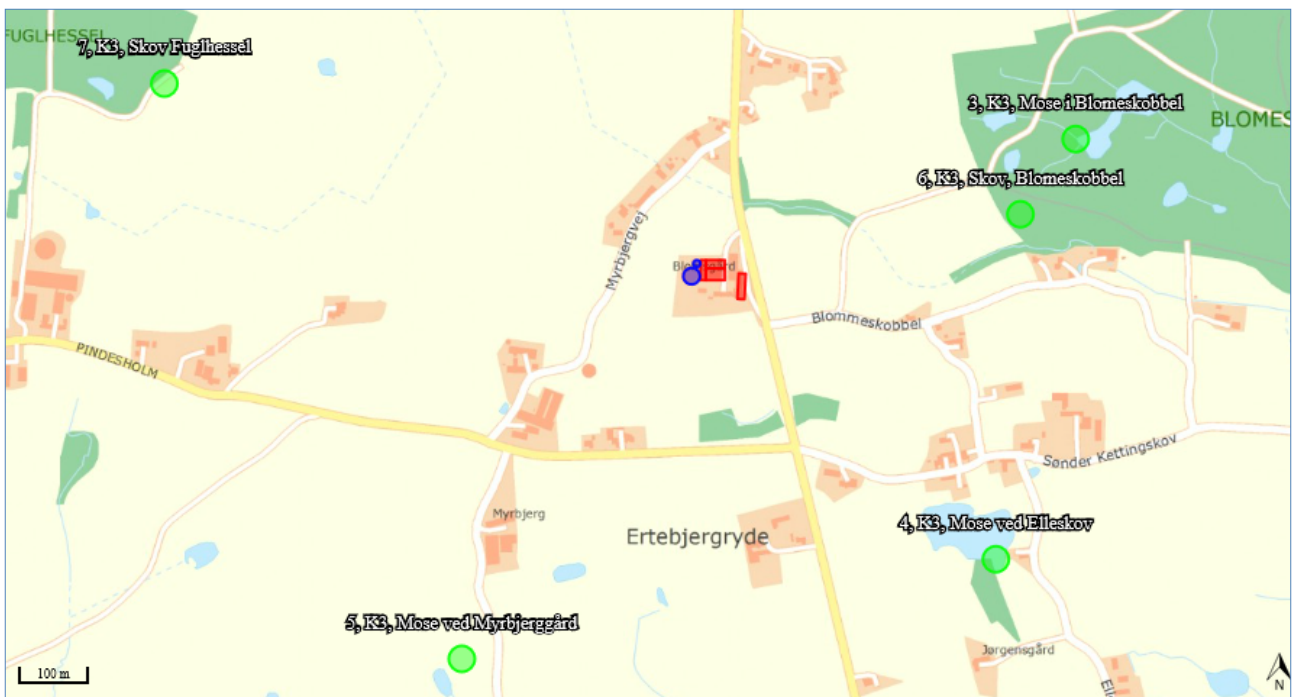 FUGLHESSEL
7, K3, Skov Fuglhessel
3, K3, Mose i Blomeskobbel
BLOMES
6, K3, Skov, Blomeskobbel
Myrbjergvej
Blommeskobbel
PINDESHOLM
Sønder Kettingskov
Myrbjerg
Ertebjergryde
4, K3, Mose ved Elleskov
5, K3, Mose ved Myrbjerggård
Jørgensgård
100 m
N